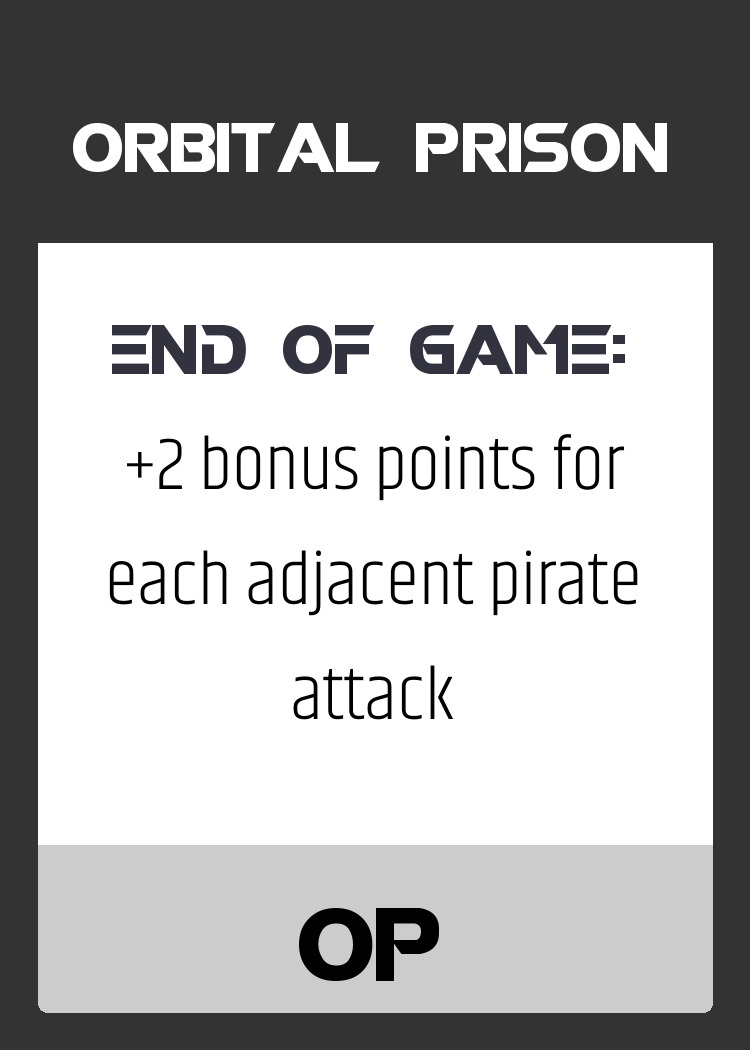 ORBITAL PRISON
END OF GAME:
+2 bonus points for
each adjacent pirate
attack
OP